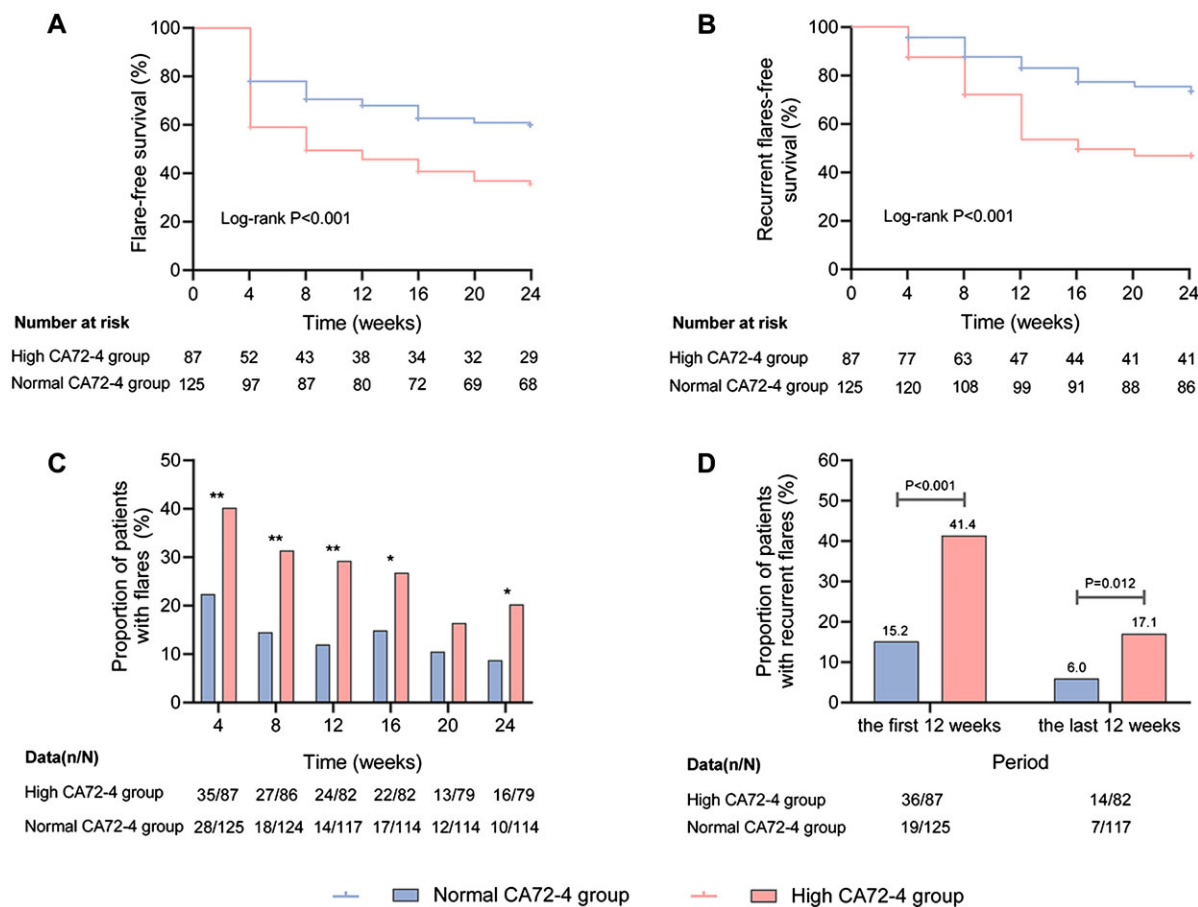 A
Flare-free survival (%)
100
80
60
40
20
0
Log-rank P<0.001
0 4 8 12 16 20 24
Time (weeks)
Number at risk
High CA72-4 group 87 52 43 38 34 32 29
Normal CA72-4 group 125 97 87 80 72 69 68
B
Recurrent flares-free
survival (%)
100
80
60
40
20
0
Log-rank P<0.001
0 4 8 12 16 20 24
Time (weeks)
Number at risk
High CA72-4 group 87 77 63 47 44 41 41
Normal CA72-4 group 125 120 108 99 91 88 86
C
Proportion of patients
with flares (%)
50
40
30
20
10
0
** ** ** * *
4 8 12 16 20 24
Time (weeks)
Data(n/N)
High CA72-4 group 35/87 27/86 24/82 22/82 13/79 16/79
Normal CA72-4 group 28/125 18/124 14/117 17/114 12/114 10/114
D
Proportion of patients
with recurrent flares (%)
60
50
40
30
20
10
0
P<0.001
41.4
15.2
P=0.012
17.1
6.0
the first 12 weeks the last 12 weeks
Period
Data(n/N)
High CA72-4 group 36/87 14/82
Normal CA72-4 group 19/125 7/117
Normal CA72-4 group High CA72-4 group